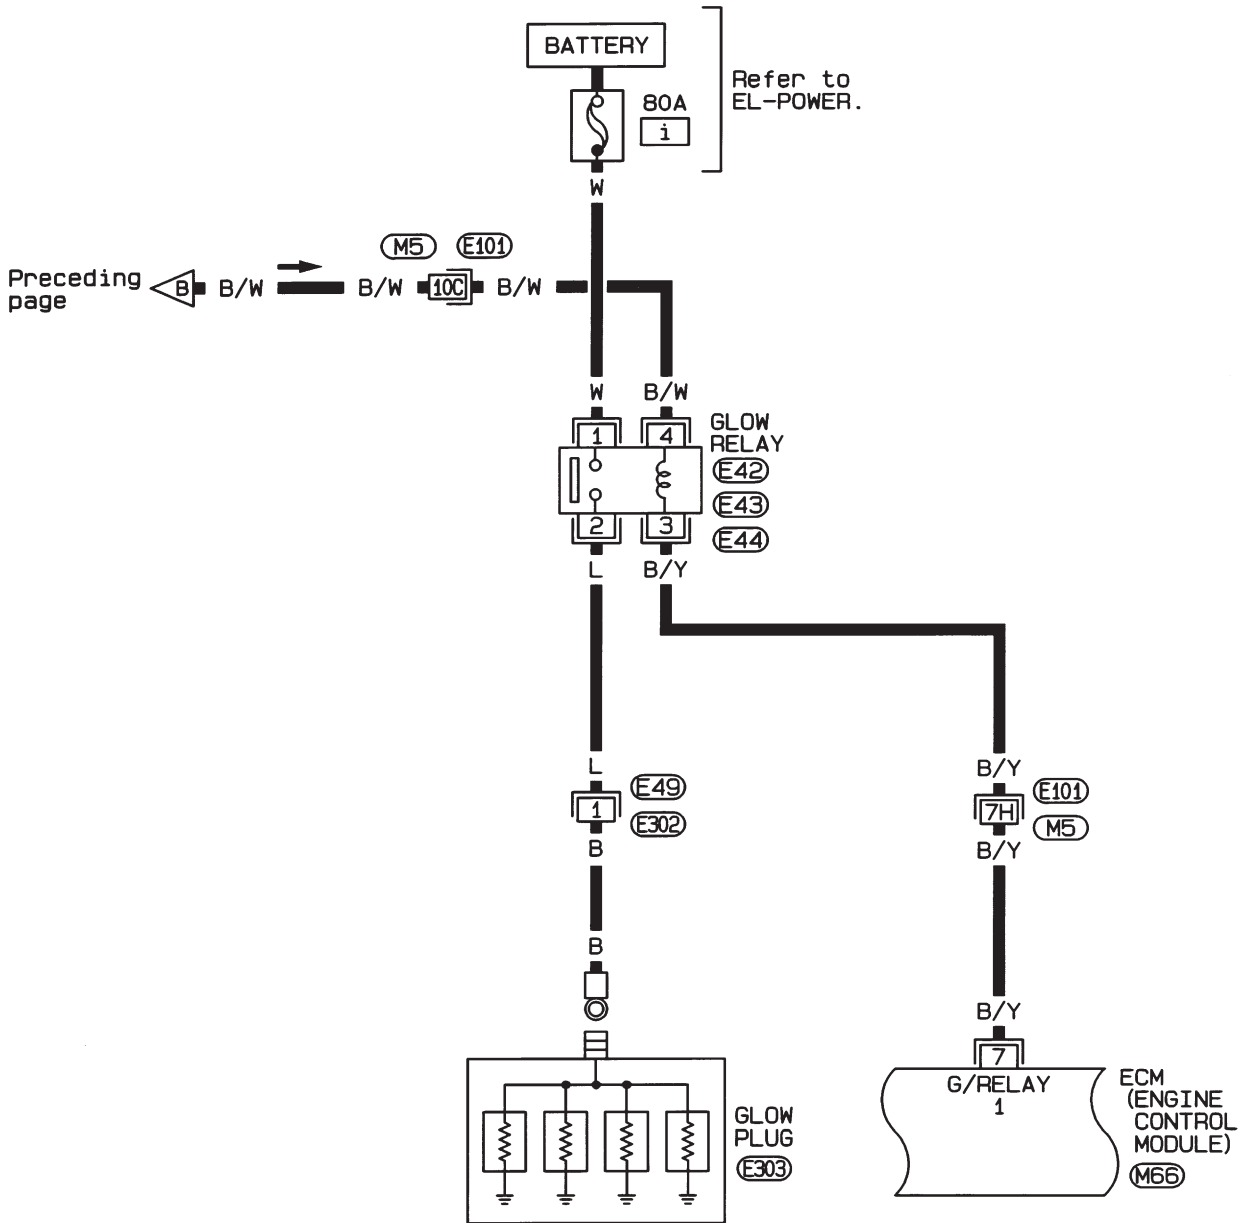 BATTERY
Refer to
EL-POWER.
80A
i
W
M5 E101
Preceding
page
B B/W B/W 10C B/W
W B/W
1 4
GLOW
RELAY
E42
E43
E44
2 3
L B/Y
L
B/Y
E49
1
E302
E101
7H
M5
B
B/Y
B
B/Y
7
G/RELAY
1
ECM
(ENGINE
CONTROL
MODULE)
M66
GLOW
PLUG
E303